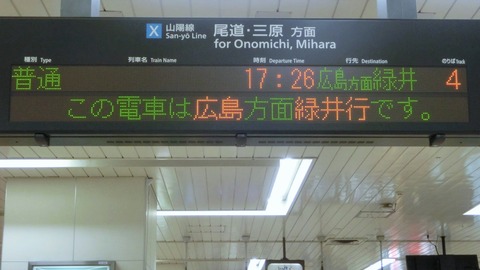 X 山陽線 尾道・三原 方面
San-yō Line for Onomichi, Mihara
種別 Type 列車名 Train Name 時刻 Departure Time 行先 Destination のりば Track
普通 17:26 広島方面緑井 4
この電車は広島方面緑井行です。